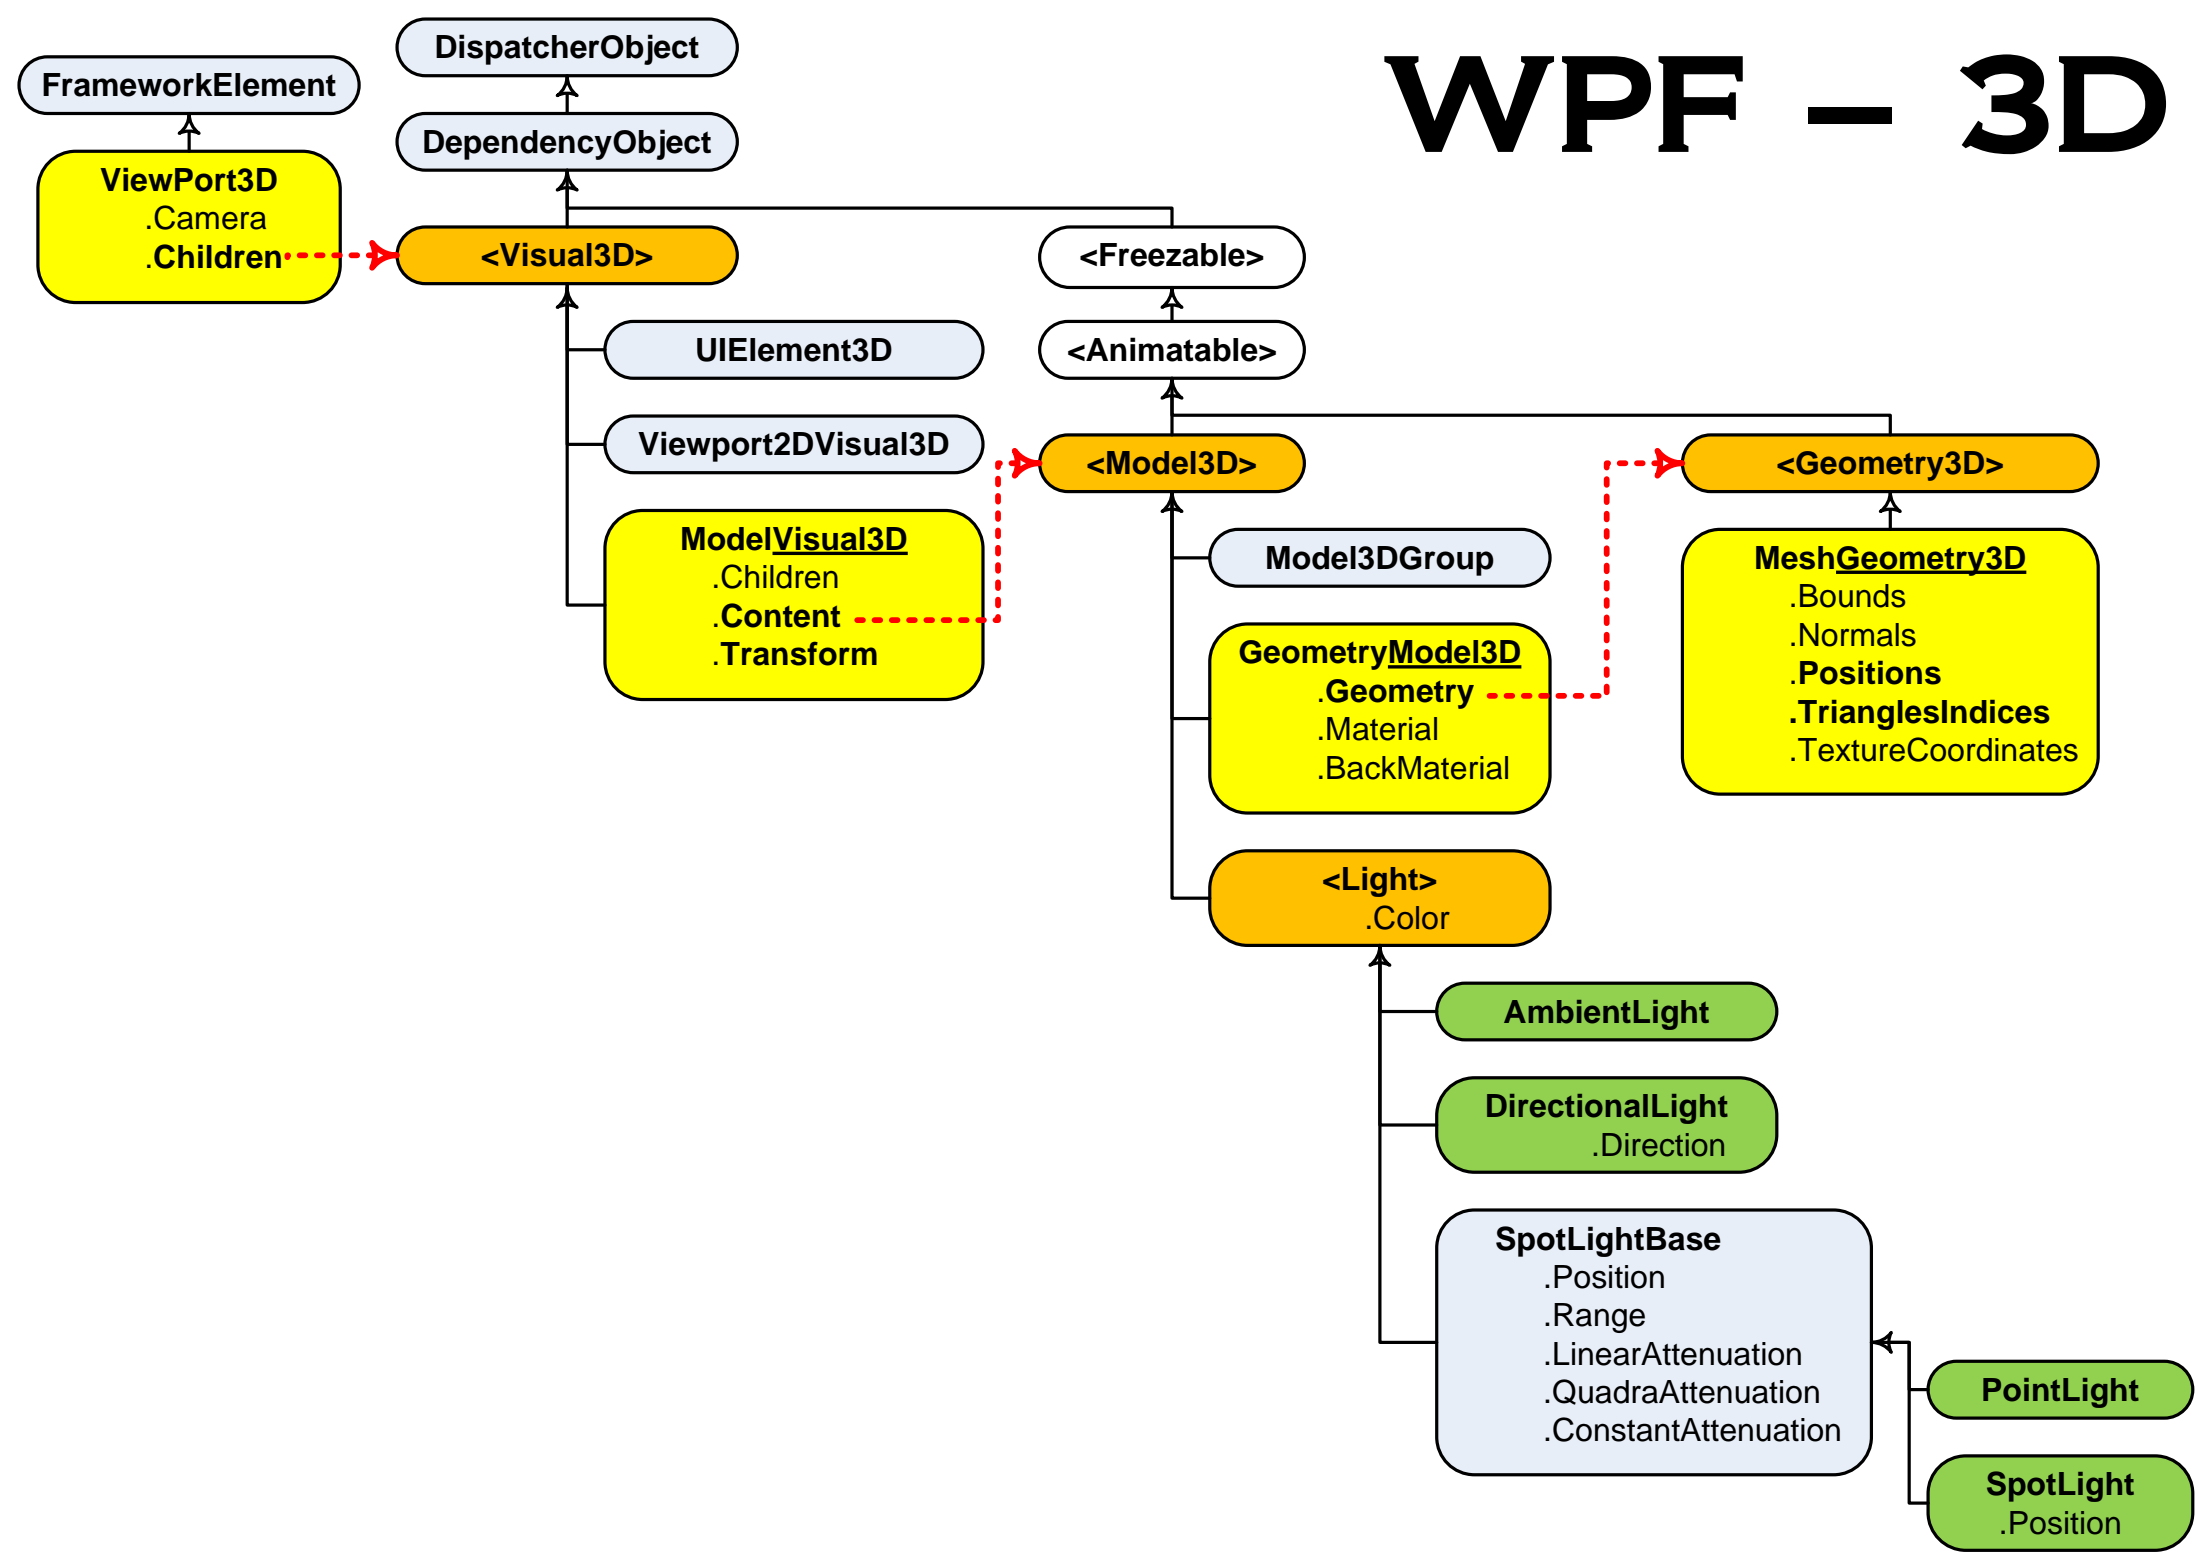 WPF – 3D
FrameworkElement
ViewPort3D
.Camera
.Children
DispatcherObject
DependencyObject
<Visual3D>
UIElement3D
Viewport2DVisual3D
ModelVisual3D
.Children
.Content
.Transform
<Freezable>
<Animatable>
<Model3D>
Model3DGroup
GeometryModel3D
.Geometry
.Material
.BackMaterial
<Geometry3D>
MeshGeometry3D
.Bounds
.Normals
.Positions
.TrianglesIndices
.TextureCoordinates
<Light>
.Color
AmbientLight
DirectionalLight
.Direction
SpotLightBase
.Position
.Range
.LinearAttenuation
.QuadraAttenuation
.ConstantAttenuation
PointLight
SpotLight
.Position